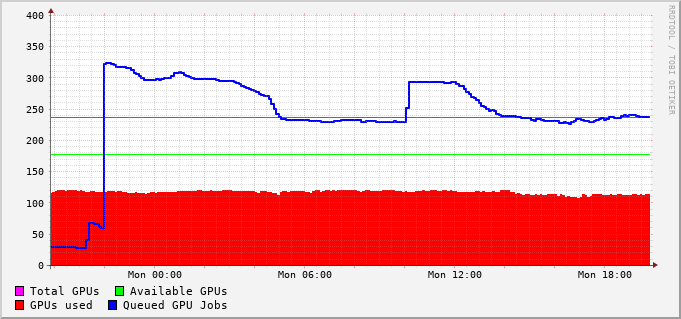 400
350
300
250
200
150
100
50
0
Mon 00:00 Mon 06:00 Mon 12:00 Mon 18:00
Total GPUs Available GPUs
GPUs used Queued GPU Jobs
RRDTOOL / TOBI OETIKER